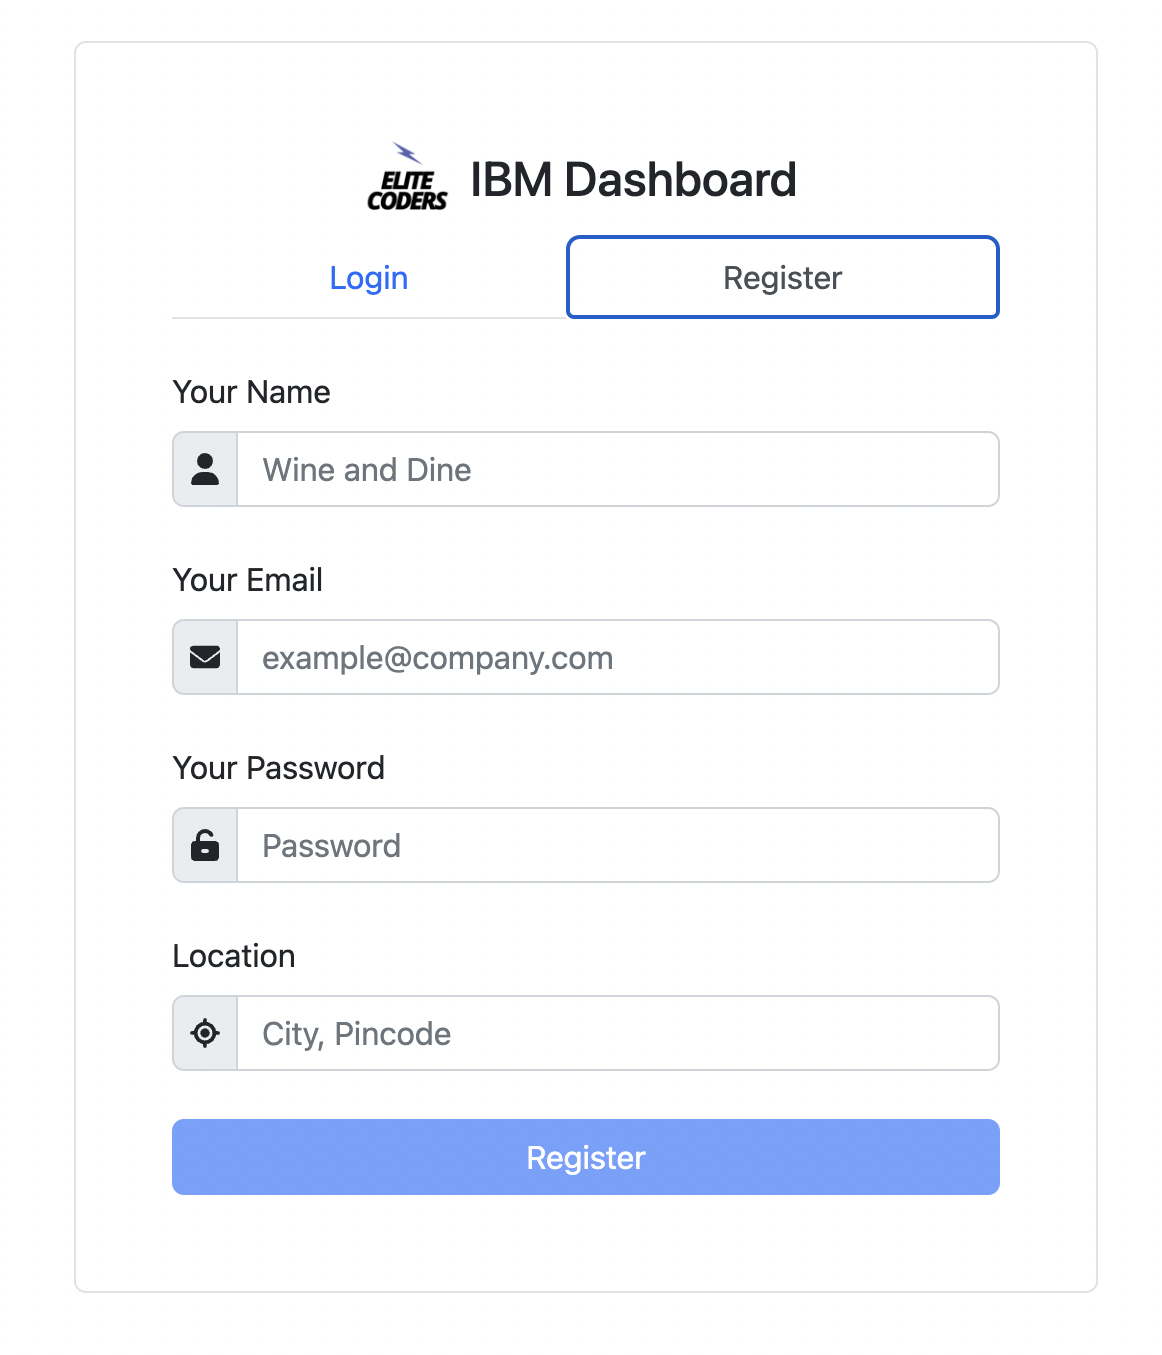 ELITE
CODERS
IBM Dashboard
Login
Register
Your Name
Wine and Dine
Your Email
example@company.com
Your Password
Password
Location
City, Pincode
Register